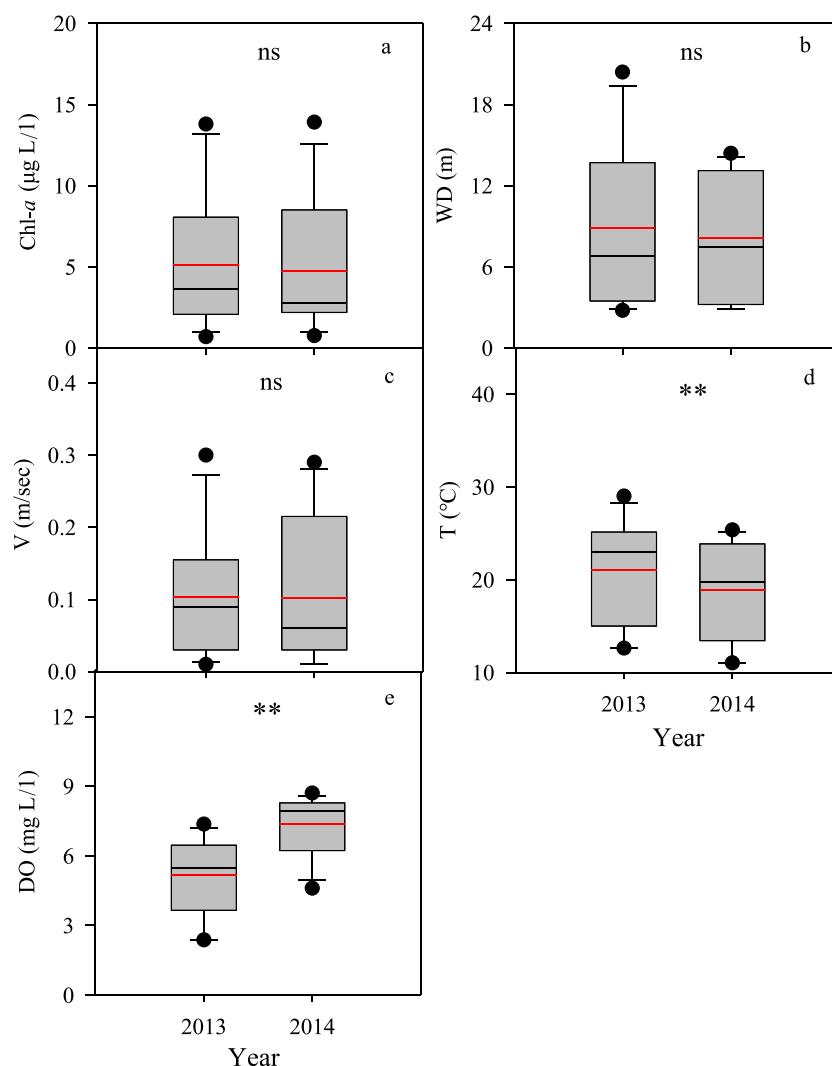 20
15
10
5
0
Chl-a (µg L/1)
ns
a
24
18
12
6
0
WD (m)
ns
b
0.4
0.3
0.2
0.1
0.0
V (m/sec)
ns
c
40
30
20
10
T (°C)
**
d
2013 2014
Year
12
9
6
3
0
DO (mg L/1)
**
e
2013 2014
Year